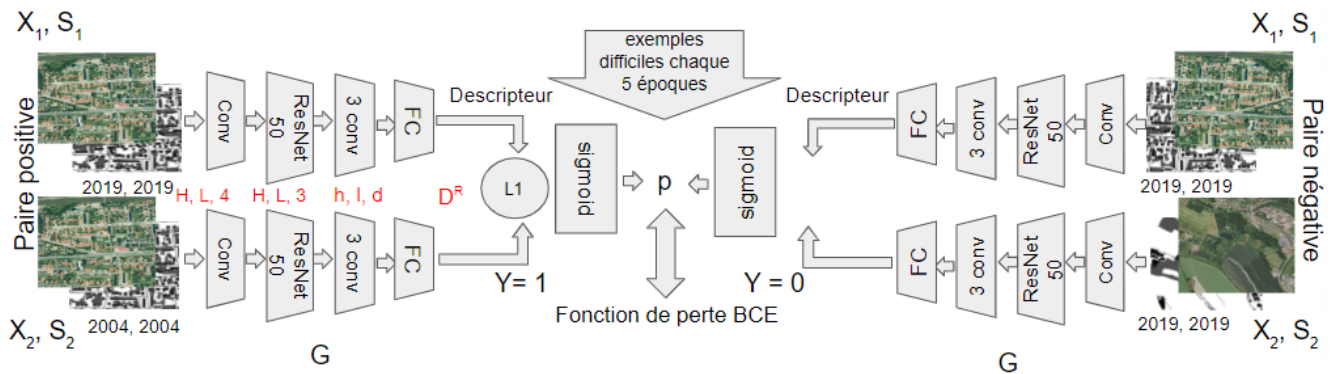 X1, S1
Paire positive
2019, 2019
Conv
ResNet
50
3 conv
FC
Descripteur
H, L, 4
H, L, 3
h, l, d
D^R
L1
sigmoid
Conv
ResNet
50
3 conv
FC
2004, 2004
X2, S2
Y= 1
G
exemples
difficiles chaque
5 époques
p
Fonction de perte BCE
sigmoid
Y = 0
Descripteur
FC
3 conv
ResNet
50
Conv
X1, S1
Paire négative
2019, 2019
FC
3 conv
ResNet
50
Conv
2019, 2019
X2, S2
G